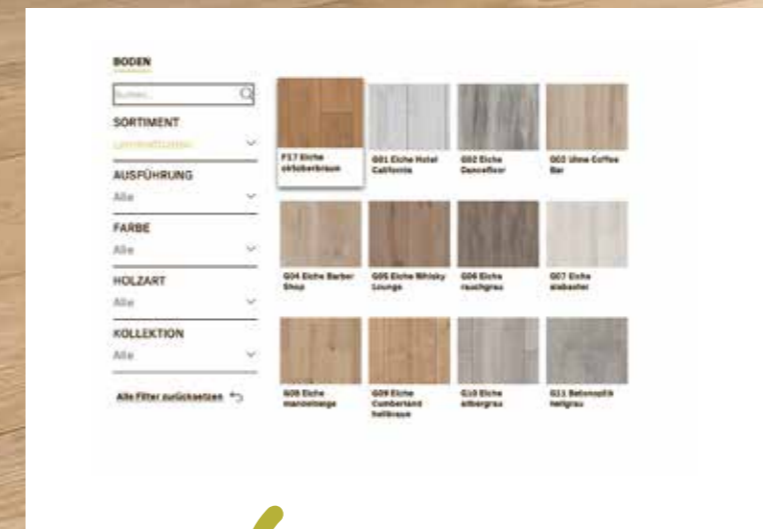 BODEN
Suchen...
SORTIMENT
AUSFÜHRUNG
Alle
FARBE
Alle
HOLZART
Alle
KOLLEKTION
Alle
Alle Filter zurücksetzen
F17 Eiche
oktoberbraun
G01 Eiche Hotel
California
G02 Eiche
Dancefloor
G03 Ulme Coffee
Bar
G04 Eiche Barber
Shop
G05 Eiche Whisky
Lounge
G06 Eiche
rauchgrau
G07 Eiche
alabaster
G08 Eiche
mandelbeige
G09 Eiche
Cumberland
hellbraun
G10 Eiche
silbergrau
G11 Betonoptik
hellgrau